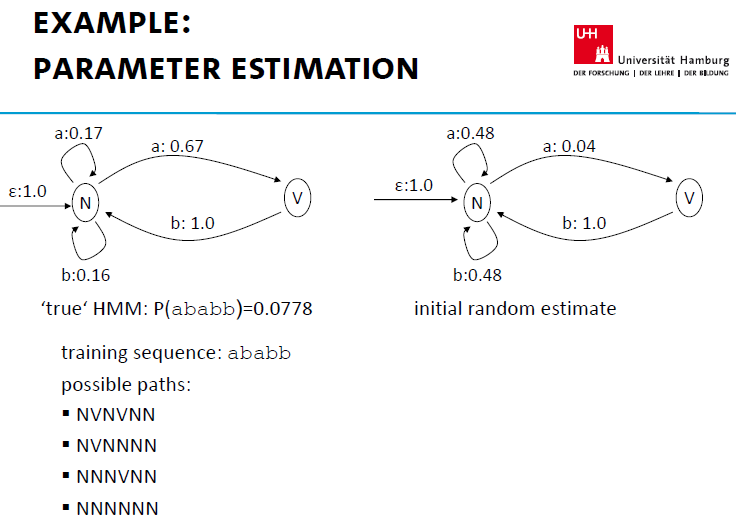 EXAMPLE:
PARAMETER ESTIMATION
UHH
Universität Hamburg
DER FORSCHUNG | DER LEHRE | DER BILDUNG
a:0.17
a: 0.67
ε:1.0
N
V
b: 1.0
b:0.16
a:0.48
a: 0.04
ε:1.0
N
V
b: 1.0
b:0.48
‘true‘ HMM: P(ababb)=0.0778
initial random estimate
training sequence: ababb
possible paths:
▪ NVNVNN
▪ NVNNNN
▪ NNNVNN
▪ NNNNNN